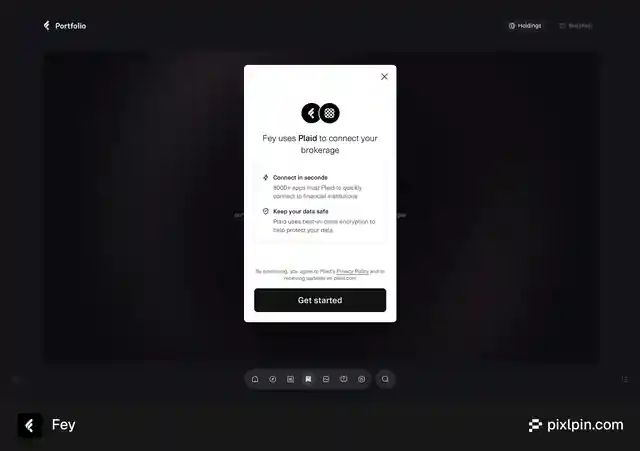 Portfolio
Holdings
Fey uses Plaid to connect your
brokerage
Connect in seconds
8000+ apps trust Plaid to quickly
connect to financial institutions
Keep your data safe
Plaid uses best-in-class encryption to
help protect your data
By continuing, you agree to Plaid's Privacy Policy and to
receiving updates on plaid.com
Get started
Fey
pixlpin.com